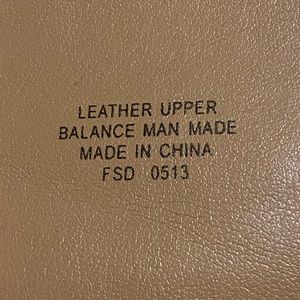 LEATHER UPPER
BALANCE MAN MADE
MADE IN CHINA
FSD 0513